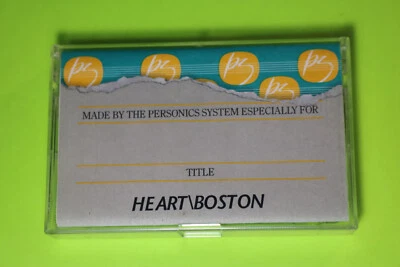 MADE BY THE PERSONICS SYSTEM ESPECIALLY FOR
TITLE
HEART\BOSTON